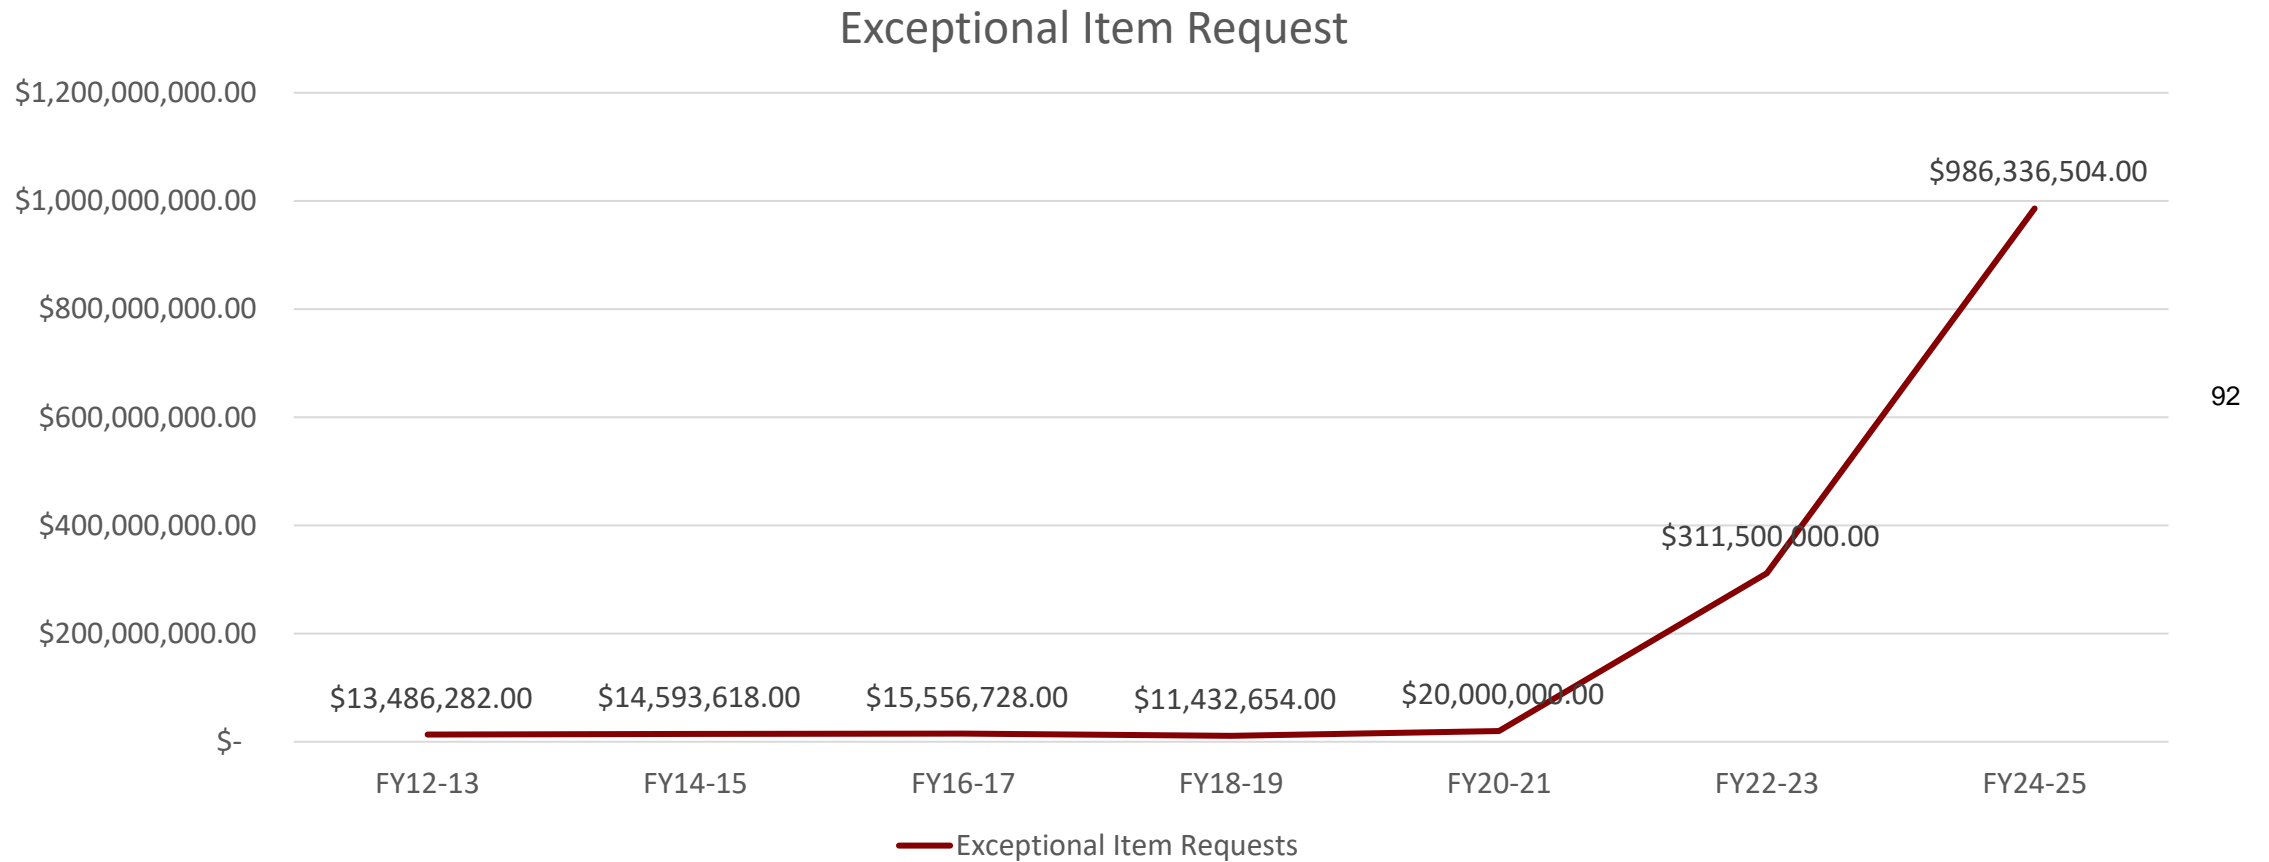 Exceptional Item Request
$1,200,000,000.00
$1,000,000,000.00
$800,000,000.00
$600,000,000.00
$400,000,000.00
$200,000,000.00
$-
$986,336,504.00
$311,500,000.00
$13,486,282.00 $14,593,618.00 $15,556,728.00 $11,432,654.00 $20,000,000.00
FY12-13 FY14-15 FY16-17 FY18-19 FY20-21 FY22-23 FY24-25
Exceptional Item Requests
92